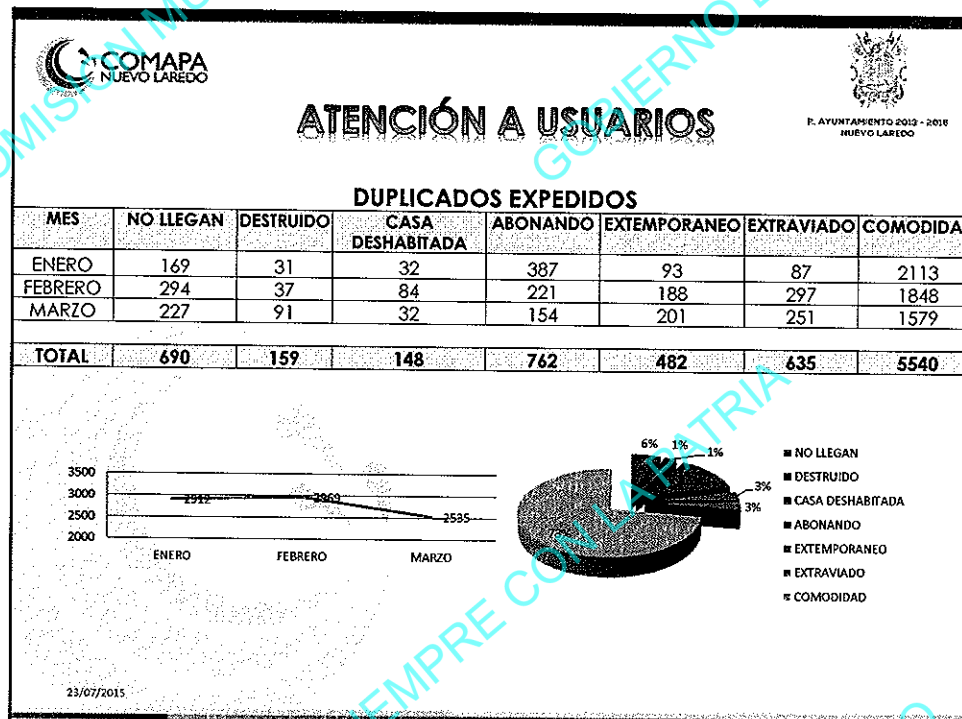 COMAPA
NUEVO LAREDO
R. AYUNTAMIENTO 2013 - 2016
NUEVO LAREDO
ATENCIÓN A USUARIOS
DUPLICADOS EXPEDIDOS
MES NO LLEGAN DESTRUIDO CASA DESHABITADA ABONANDO EXTEMPORANEO EXTRAVIADO COMODIDA
ENERO 169 31 32 387 93 87 2113
FEBRERO 294 37 84 221 188 297 1848
MARZO 227 91 32 154 201 251 1579
TOTAL 690 159 148 762 482 635 5540
3500
3000
2500
2000
2912 2969 2535
ENERO FEBRERO MARZO
6% 1% 1% 3% 3%
NO LLEGAN
DESTRUIDO
CASA DESHABITADA
ABONANDO
EXTEMPORANEO
EXTRAVIADO
COMODIDAD
23/07/2015
GOBIERNO
SIEMPRE CON LA PATRIA